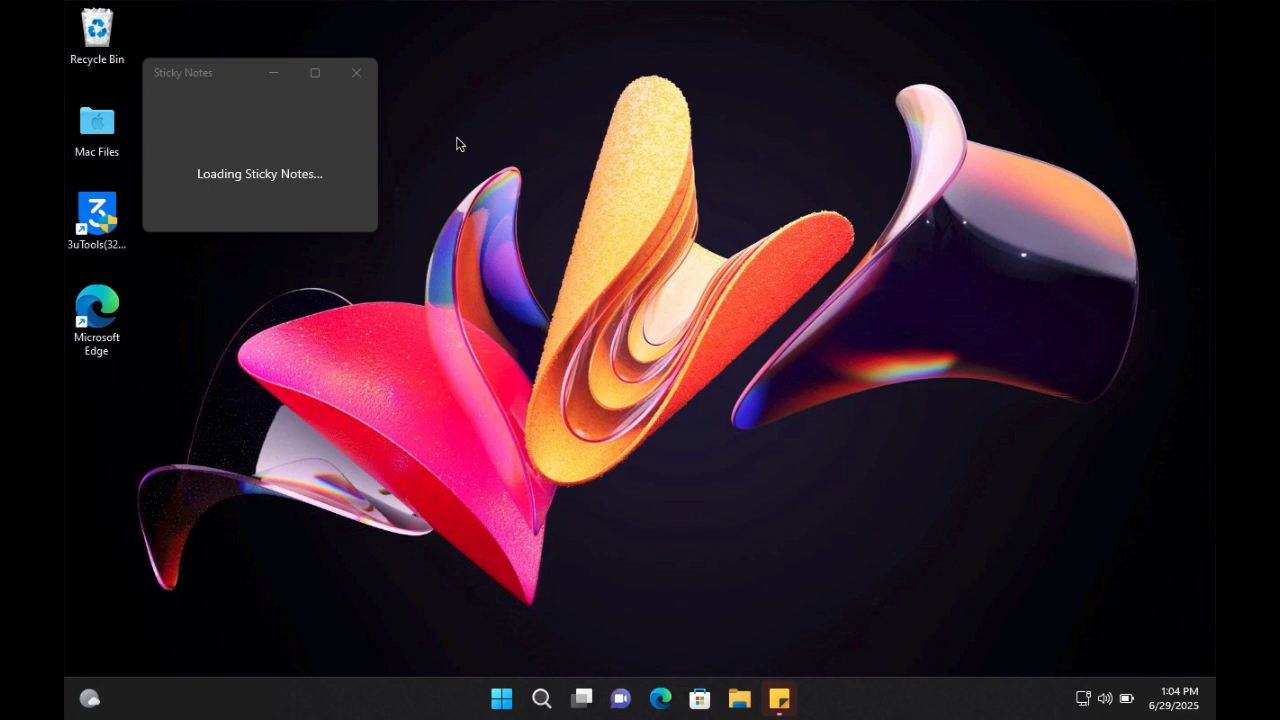 Recycle Bin
Sticky Notes
Mac Files
Loading Sticky Notes...
3uTools(32...
Microsoft
Edge
1:04 PM
6/29/2025